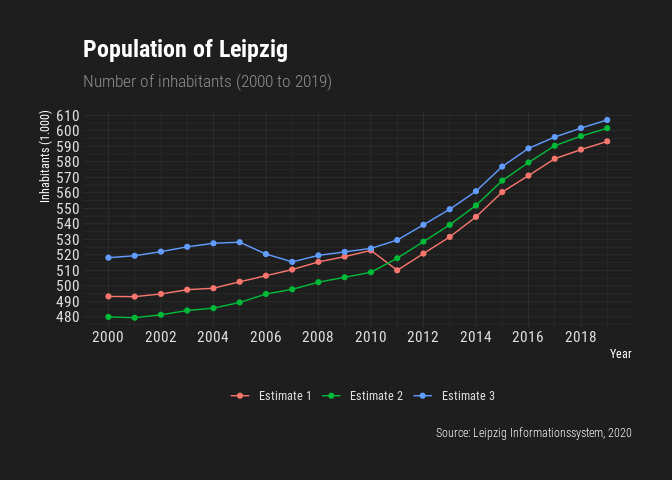 Population of Leipzig
Number of inhabitants (2000 to 2019)
Inhabitants (1.000)
610
600
590
580
570
560
550
540
530
520
510
500
490
480
2000 2002 2004 2006 2008 2010 2012 2014 2016 2018
Year
Estimate 1 Estimate 2 Estimate 3
Source: Leipzig Informationssystem, 2020